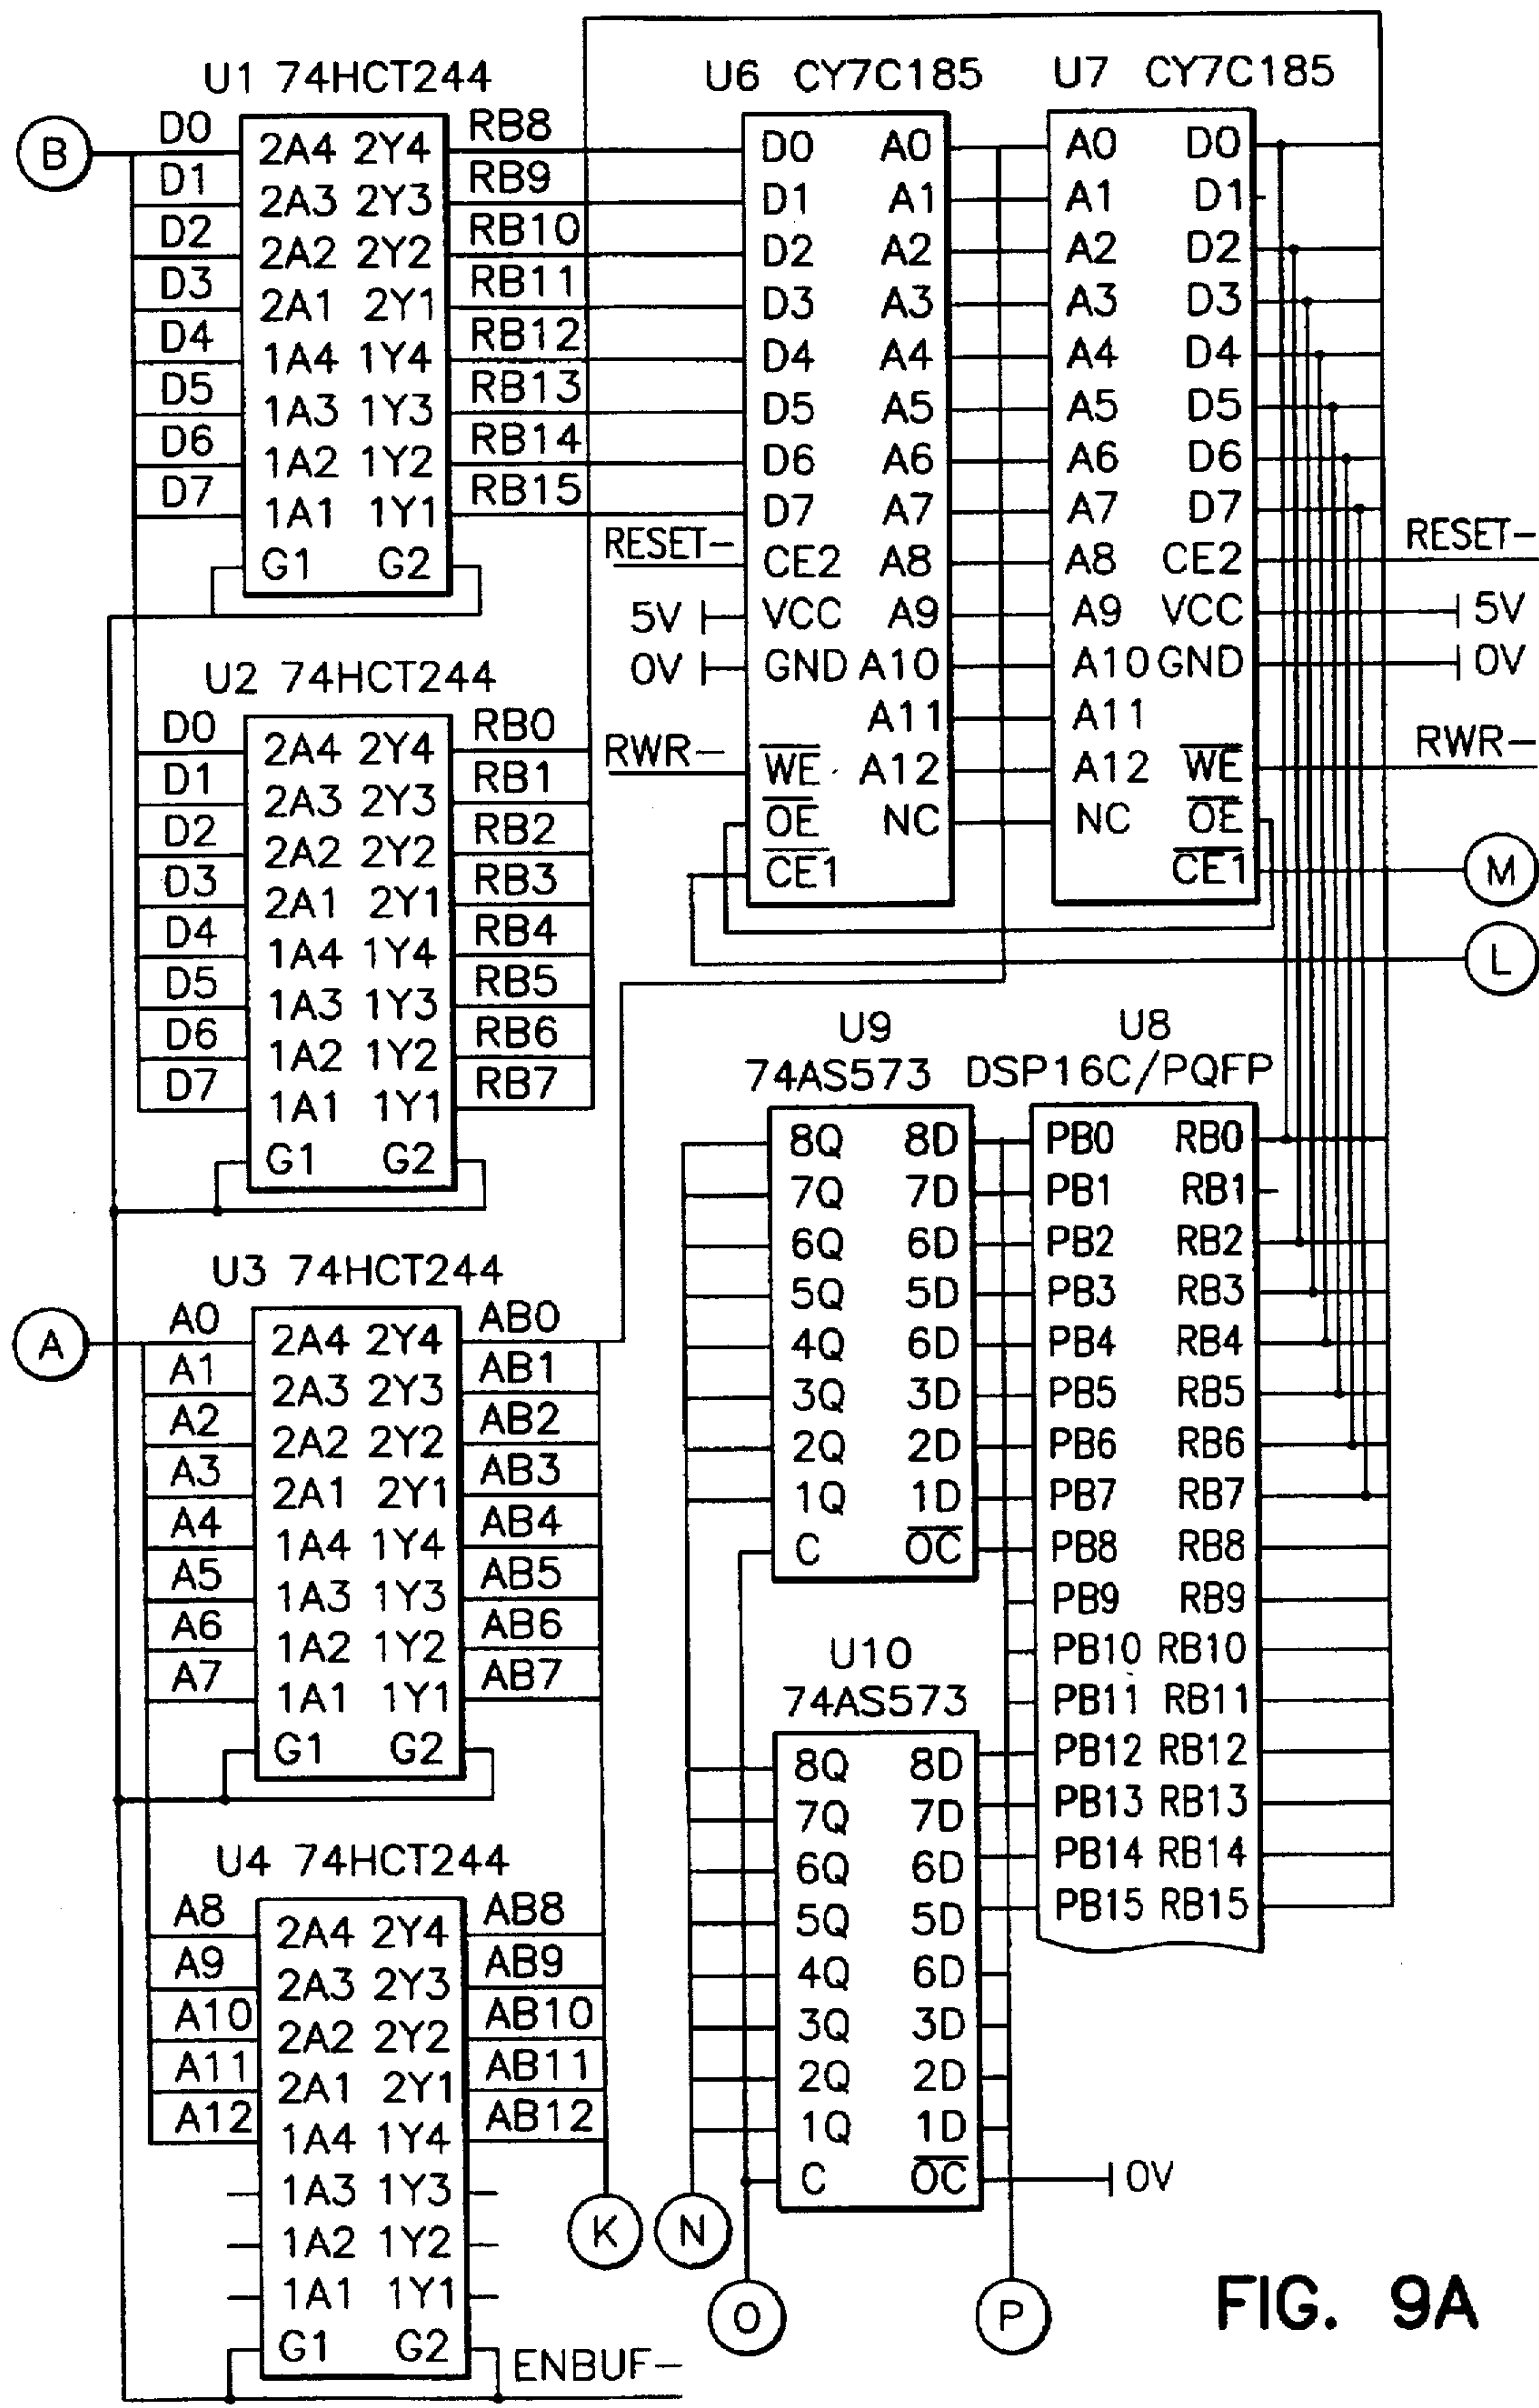 U1 74HCT244
B
D0 2A4 2Y4 RB8
D1 2A3 2Y3 RB9
D2 2A2 2Y2 RB10
D3 2A1 2Y1 RB11
D4 1A4 1Y4 RB12
D5 1A3 1Y3 RB13
D6 1A2 1Y2 RB14
D7 1A1 1Y1 RB15
G1 G2
U2 74HCT244
D0 2A4 2Y4 RB0
D1 2A3 2Y3 RB1
D2 2A2 2Y2 RB2
D3 2A1 2Y1 RB3
D4 1A4 1Y4 RB4
D5 1A3 1Y3 RB5
D6 1A2 1Y2 RB6
D7 1A1 1Y1 RB7
G1 G2
U3 74HCT244
A
A0 2A4 2Y4 AB0
A1 2A3 2Y3 AB1
A2 2A2 2Y2 AB2
A3 2A1 2Y1 AB3
A4 1A4 1Y4 AB4
A5 1A3 1Y3 AB5
A6 1A2 1Y2 AB6
A7 1A1 1Y1 AB7
G1 G2
U4 74HCT244
A8 2A4 2Y4 AB8
A9 2A3 2Y3 AB9
A10 2A2 2Y2 AB10
A11 2A1 2Y1 AB11
A12 1A4 1Y4 AB12
1A3 1Y3
1A2 1Y2
1A1 1Y1
G1 G2
ENBUF-
K
U6 CY7C185
D0 A0
D1 A1
D2 A2
D3 A3
D4 A4
D5 A5
D6 A6
D7 A7
RESET- CE2 A8
5V VCC A9
0V GND A10
A11
RWR- WE A12
OE NC
CE1
U7 CY7C185
A0 D0
A1 D1
A2 D2
A3 D3
A4 D4
A5 D5
A6 D6
A7 D7
A8 CE2 RESET-
A9 VCC 5V
A10 GND 0V
A11
A12 WE RWR-
NC OE
CE1
M
L
U9
74AS573
8Q 8D
7Q 7D
6Q 6D
5Q 5D
4Q 6D
3Q 3D
2Q 2D
1Q 1D
C OC
U8
DSP16C/PQFP
PB0 RB0
PB1 RB1
PB2 RB2
PB3 RB3
PB4 RB4
PB5 RB5
PB6 RB6
PB7 RB7
PB8 RB8
PB9 RB9
PB10 RB10
PB11 RB11
PB12 RB12
PB13 RB13
PB14 RB14
PB15 RB15
U10
74AS573
8Q 8D
7Q 7D
6Q 6D
5Q 5D
4Q 6D
3Q 3D
2Q 2D
1Q 1D
C OC 0V
N
O
P
FIG. 9A